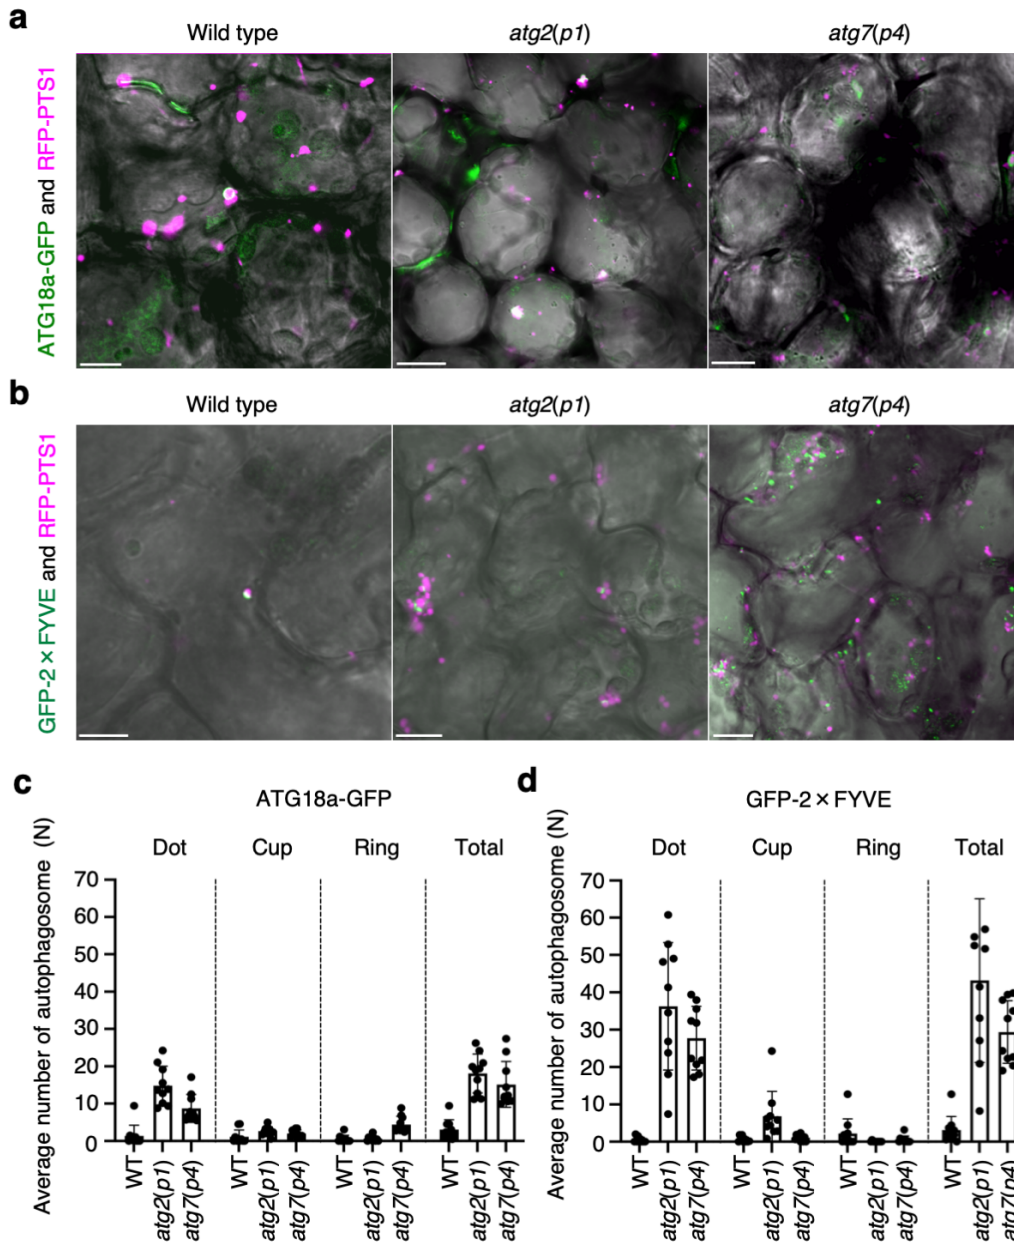 a
Wild type
atg2(p1)
atg7(p4)
ATG18a-GFP and RFP-PTS1
b
Wild type
atg2(p1)
atg7(p4)
GFP-2×FYVE and RFP-PTS1
c
ATG18a-GFP
Average number of autophagosome (N)
Dot Cup Ring Total
70
60
50
40
30
20
10
0
WT atg2(p1) atg7(p4) WT atg2(p1) atg7(p4) WT atg2(p1) atg7(p4) WT atg2(p1) atg7(p4)
d
GFP-2×FYVE
Average number of autophagosome (N)
Dot Cup Ring Total
70
60
50
40
30
20
10
0
WT atg2(p1) atg7(p4) WT atg2(p1) atg7(p4) WT atg2(p1) atg7(p4) WT atg2(p1) atg7(p4)